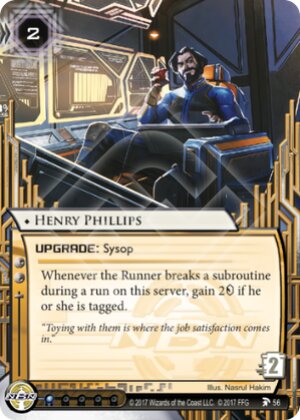 2
Henry Phillips
UPGRADE: Sysop
Whenever the Runner breaks a subroutine
during a run on this server, gain 2 if he
or she is tagged.
"Toying with them is where the job satisfaction comes
in."
NBN
2
Illus. Nasrul Hakim
NBN
© 2017 Wizards of the Coast LLC. © 2017 FFG 56